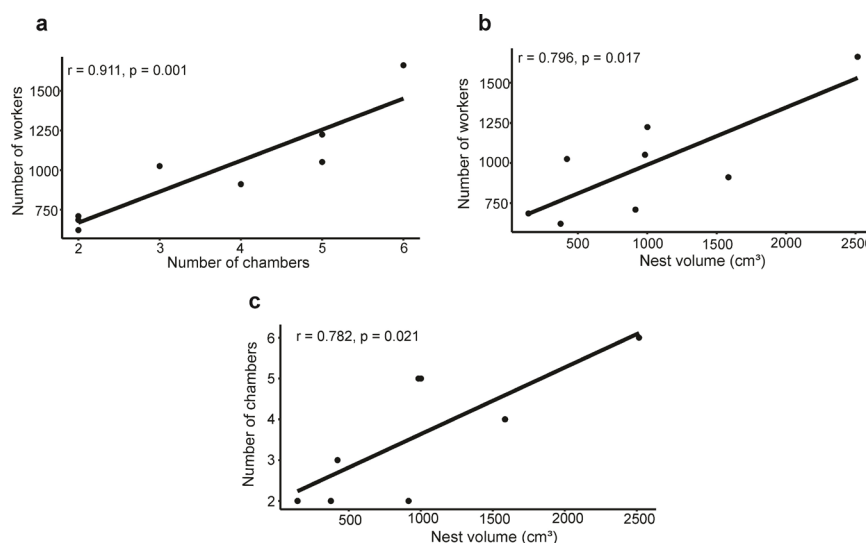 a
r = 0.911, p = 0.001
Number of workers
1500
1250
1000
750
2 3 4 5 6
Number of chambers
b
r = 0.796, p = 0.017
Number of workers
1500
1000
750
500 1000 1500 2000 250
Nest volume (cm³)
c
r = 0.782, p = 0.021
Number of chambers
6
5
4
3
2
500 1000 1500 2000 2500
Nest volume (cm³)